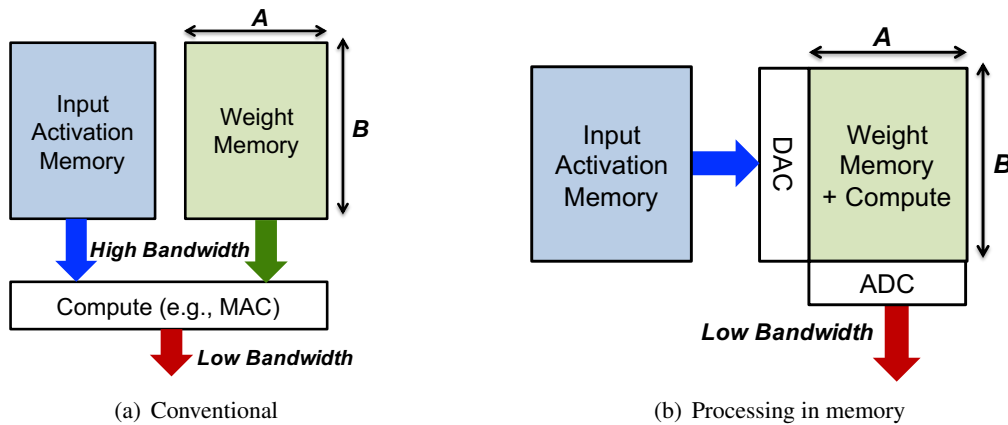 A
Input
Activation
Memory
Weight
Memory
B
High Bandwidth
Compute (e.g., MAC)
Low Bandwidth
(a) Conventional
A
Input
Activation
Memory
DAC
Weight
Memory
+ Compute
B
ADC
Low Bandwidth
(b) Processing in memory